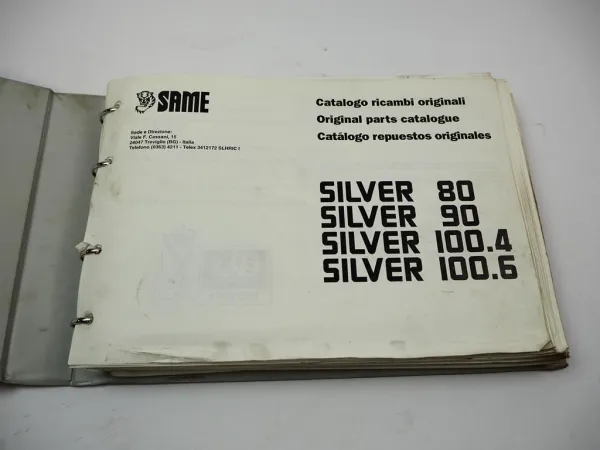 SAME
Sede e Direzione:
Viale F. Cassani, 15
24047 Treviglio (BG) - Italia
Telefono (0363) 4211 - Telex 3412172 SLHRIC I
Catalogo ricambi originali
Original parts catalogue
Catálogo repuestos originales
SILVER 80
SILVER 90
SILVER 100.4
SILVER 100.6